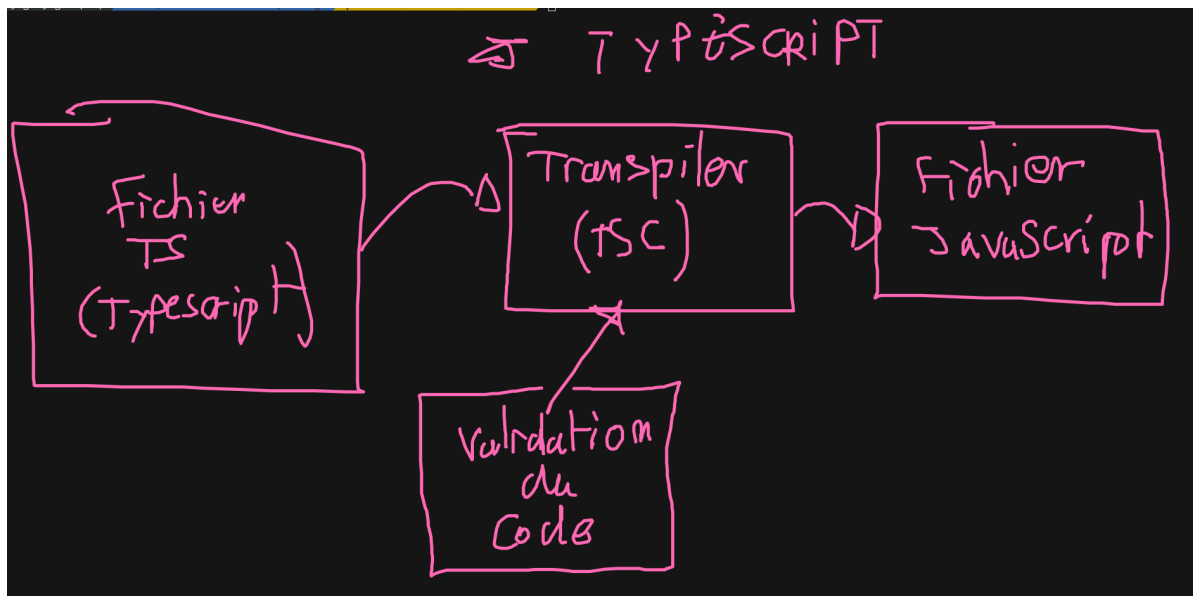 TYPESCRIPT
Fichier
TS
(Typescript)
Transpiler
(TSC)
Fichier
JavaScript
Validation
du
Code